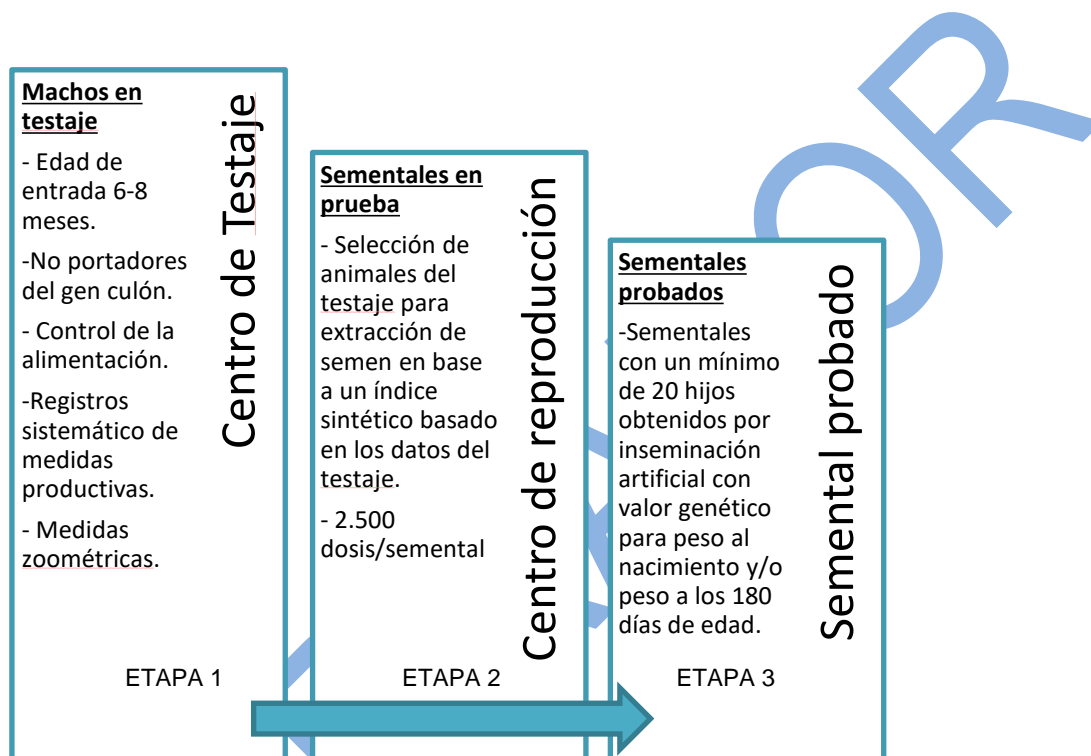 Machos en
testaje
- Edad de
entrada 6-8
meses.
-No portadores
del gen culón.
- Control de la
alimentación.
-Registros
sistemático de
medidas
productivas.
- Medidas
zoométricas.
Centro de Testaje
ETAPA 1
Sementales en
prueba
- Selección de
animales del
testaje para
extracción de
semen en base
a un índice
sintético basado
en los datos del
testaje.
- 2.500
dosis/semental
Centro de reproducción
ETAPA 2
Sementales
probados
-Sementales
con un mínimo
de 20 hijos
obtenidos por
inseminación
artificial con
valor genético
para peso al
nacimiento y/o
peso a los 180
días de edad.
Semental probado
ETAPA 3